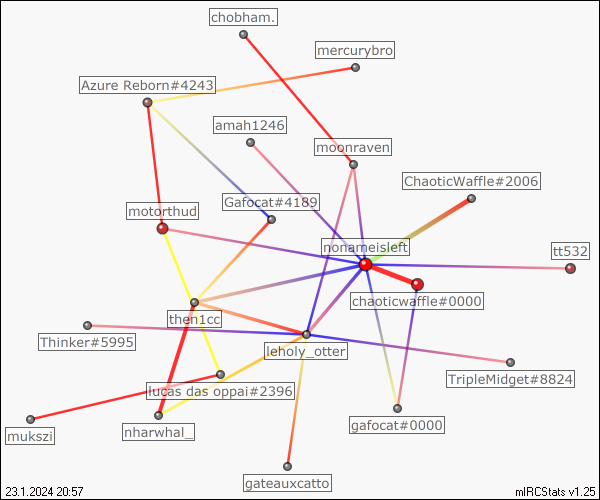 chobham.
mercurybro
Azure Reborn#4243
amah1246
moonraven
ChaoticWaffle#2006
Gafocat#4189
motorthud
nonameisleft
tt532
chaoticwaffle#0000
then1cc
Thinker#5995
leholy_otter
TripleMidget#8824
lucas das oppai#2396
gafocat#0000
mukszi
nharwhal_
gateauxcatto
23.1.2024 20:57
mIRCStats v1.25